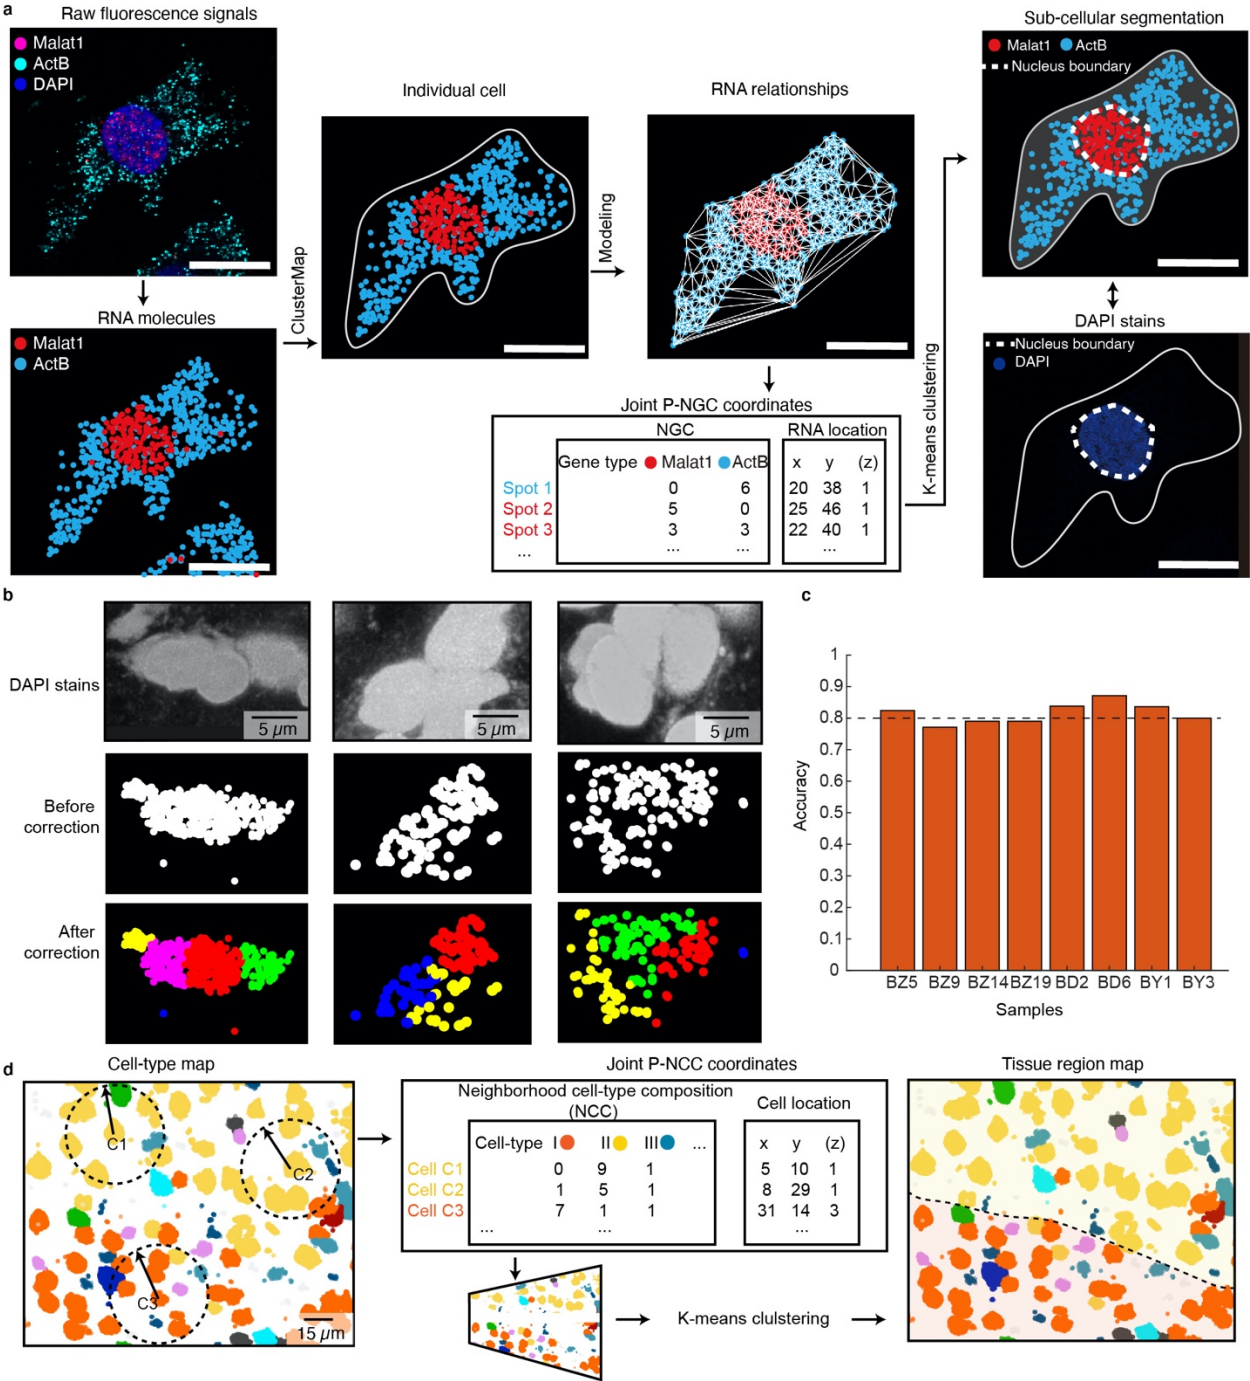 a
Raw fluorescence signals
Malat1
ActB
DAPI
RNA molecules
Malat1
ActB
ClusterMap
Individual cell
Modeling
RNA relationships
Joint P-NGC coordinates
NGC
RNA location
Gene type Malat1 ActB x y (z)
Spot 1 0 6 20 38 1
Spot 2 5 0 25 46 1
Spot 3 3 3 22 40 1
... ... ... ...
K-means clulstering
Sub-cellular segmentation
Malat1 ActB
Nucleus boundary
DAPI stains
Nucleus boundary
DAPI
b
DAPI stains
5 µm
5 µm
5 µm
Before
correction
After
correction
c
Accuracy
1
0.9
0.8
0.7
0.6
0.5
0.4
0.3
0.2
0.1
0
BZ5 BZ9 BZ14 BZ19 BD2 BD6 BY1 BY3
Samples
d
Cell-type map
C1
C2
C3
15 µm
Joint P-NCC coordinates
Neighborhood cell-type composition
(NCC)
Cell location
Cell-type I II III ... x y (z)
Cell C1 0 9 1 5 10 1
Cell C2 1 5 1 8 29 1
Cell C3 7 1 1 31 14 3
... ... ...
K-means clulstering
Tissue region map